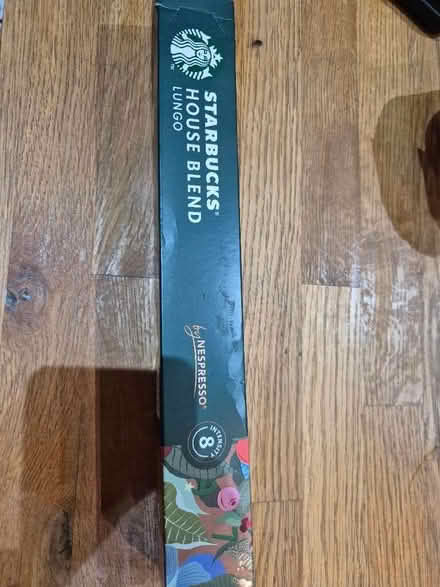 STARBUCKS®
HOUSE BLEND
LUNGO
by NESPRESSO®
INTENSITY
8